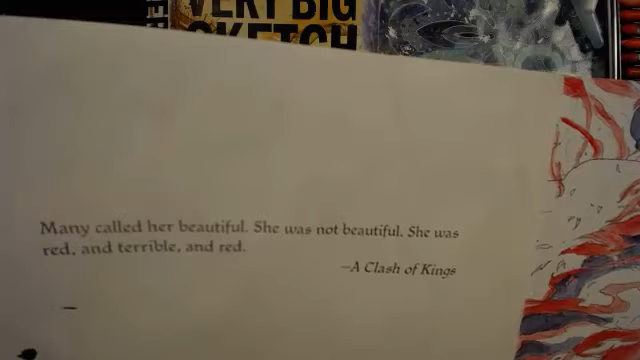 VERY BIG
SKETCH
Many called her beautiful. She was not beautiful. She was
red, and terrible, and red.
—A Clash of Kings